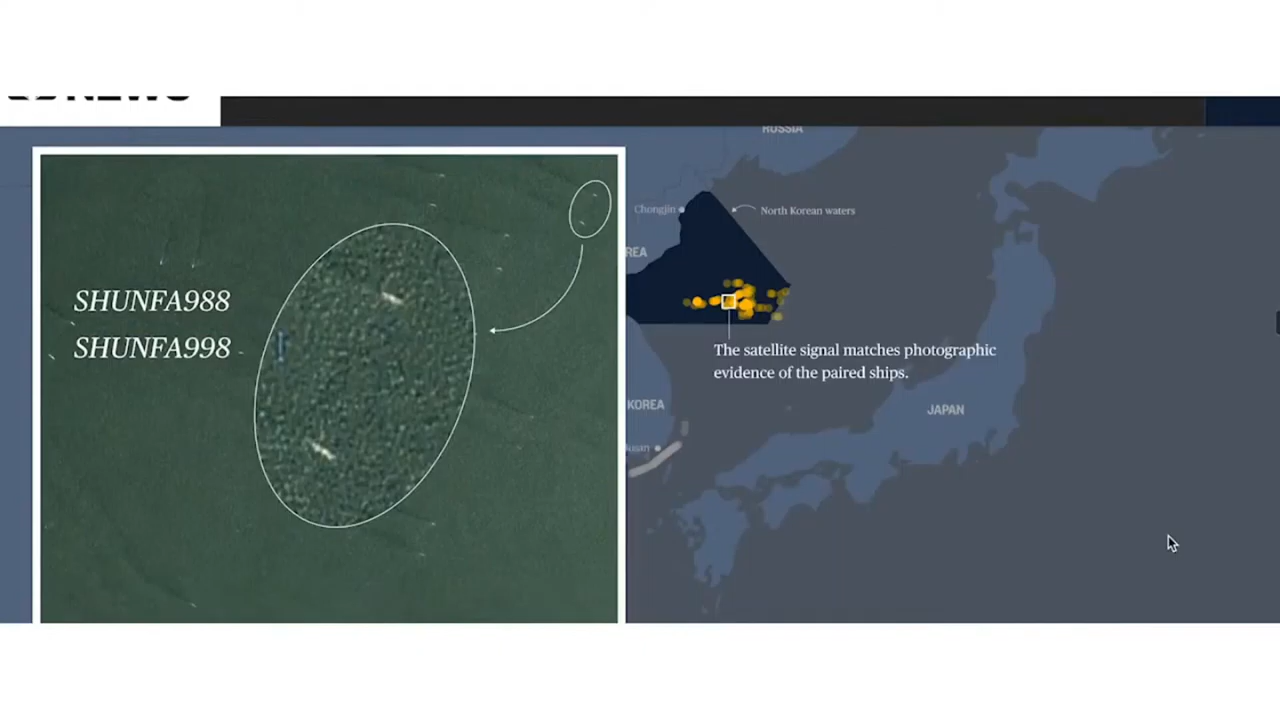 NEWS
RUSSIA
Chongjin
North Korean waters
SHUNFA988
SHUNFA998
The satellite signal matches photographic
evidence of the paired ships.
KOREA
JAPAN